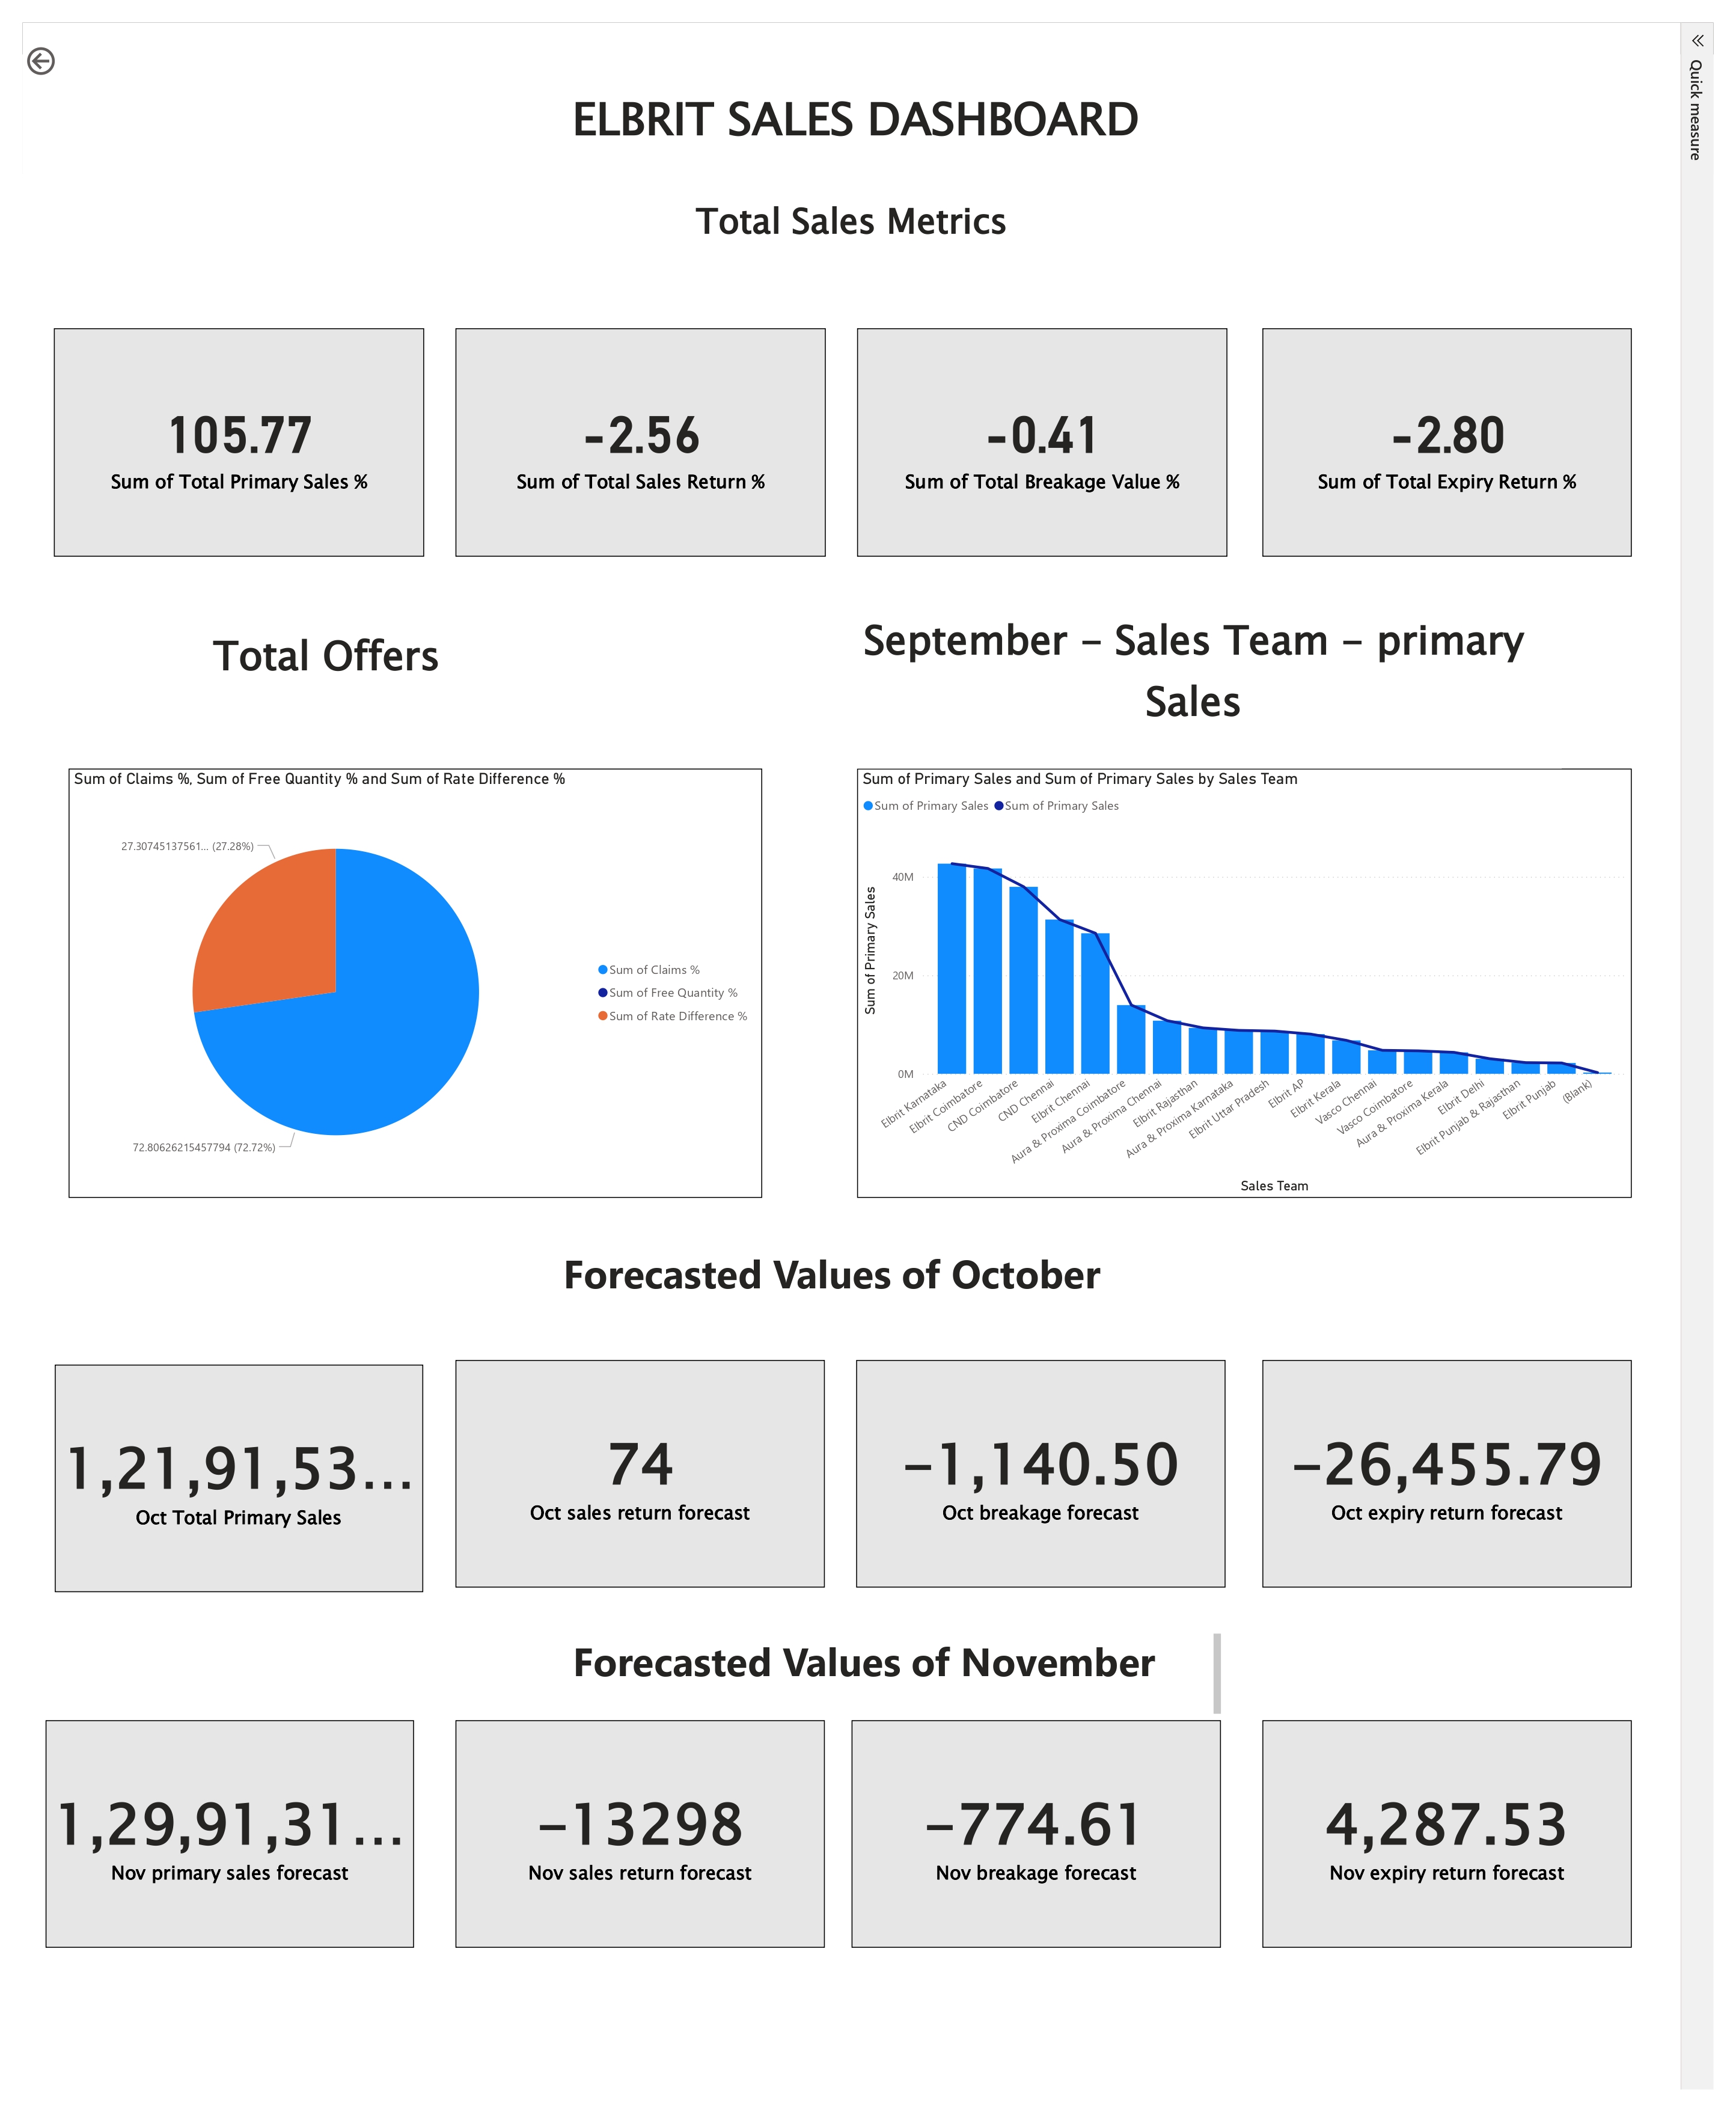 Quick measure
ELBRIT SALES DASHBOARD
Total Sales Metrics
105.77
Sum of Total Primary Sales %
-2.56
Sum of Total Sales Return %
-0.41
Sum of Total Breakage Value %
-2.80
Sum of Total Expiry Return %
Total Offers
Sum of Claims %, Sum of Free Quantity % and Sum of Rate Difference %
27.30745137561... (27.28%)
72.80626215457794 (72.72%)
Sum of Claims %
Sum of Free Quantity %
Sum of Rate Difference %
September – Sales Team – primary
Sales
Sum of Primary Sales and Sum of Primary Sales by Sales Team
Sum of Primary Sales
Sum of Primary Sales
Sum of Primary Sales
40M
20M
0M
Elbrit Karnataka
Elbrit Coimbatore
CND Coimbatore
CND Chennai
Elbrit Chennai
Aura & Proxima Coimbatore
Aura & Proxima Chennai
Elbrit Rajasthan
Aura & Proxima Karnataka
Elbrit Uttar Pradesh
Elbrit AP
Elbrit Kerala
Vasco Chennai
Vasco Coimbatore
Aura & Proxima Kerala
Elbrit Delhi
Elbrit Punjab & Rajasthan
Elbrit Punjab
(Blank)
Sales Team
Forecasted Values of October
1,21,91,53...
Oct Total Primary Sales
74
Oct sales return forecast
−1,140.50
Oct breakage forecast
−26,455.79
Oct expiry return forecast
Forecasted Values of November
1,29,91,31...
Nov primary sales forecast
−13298
Nov sales return forecast
−774.61
Nov breakage forecast
4,287.53
Nov expiry return forecast